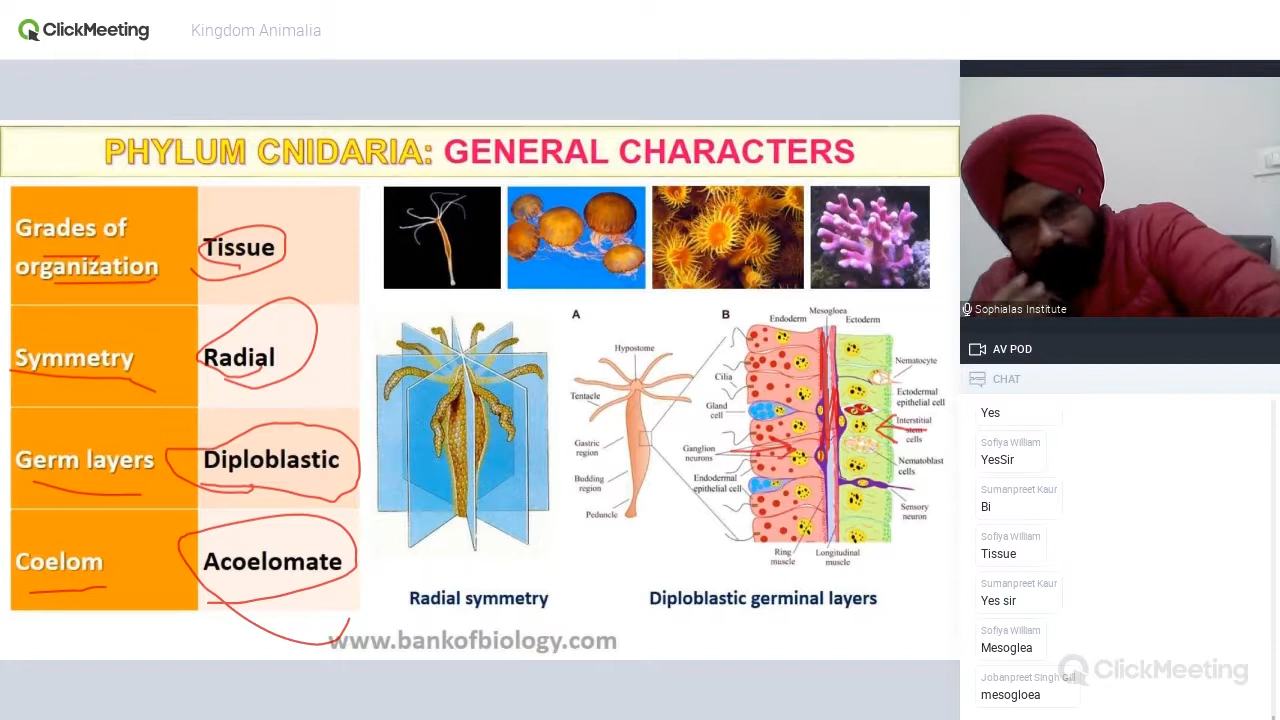 ClickMeeting
Kingdom Animalia
PHYLUM CNIDARIA: GENERAL CHARACTERS
Grades of
organization
Tissue
Symmetry
Radial
Germ layers
Diploblastic
Coelom
Acoelomate
A
Hypostome
Tentacle
Gastric
region
Budding
region
Peduncle
B
Mesogloea
Endoderm
Ectoderm
Cilia
Gland
cell
Ganglion
neurons
Endodermal
epithelial cell
Nematocyte
Ectodermal
epithelial cell
Interstitial
stem
cells
Nematoblast
cells
Sensory
neuron
Ring
muscle
Longitudinal
muscle
Radial symmetry
Diploblastic germinal layers
www.bankofbiology.com
Sophialas Institute
AV POD
CHAT
Yes
Sofiya William
YesSir
Sumanpreet Kaur
Bi
Sofiya William
Tissue
Sumanpreet Kaur
Yes sir
Sofiya William
Mesoglea
Jobanpreet Singh Gil
mesogloea
ClickMeeting